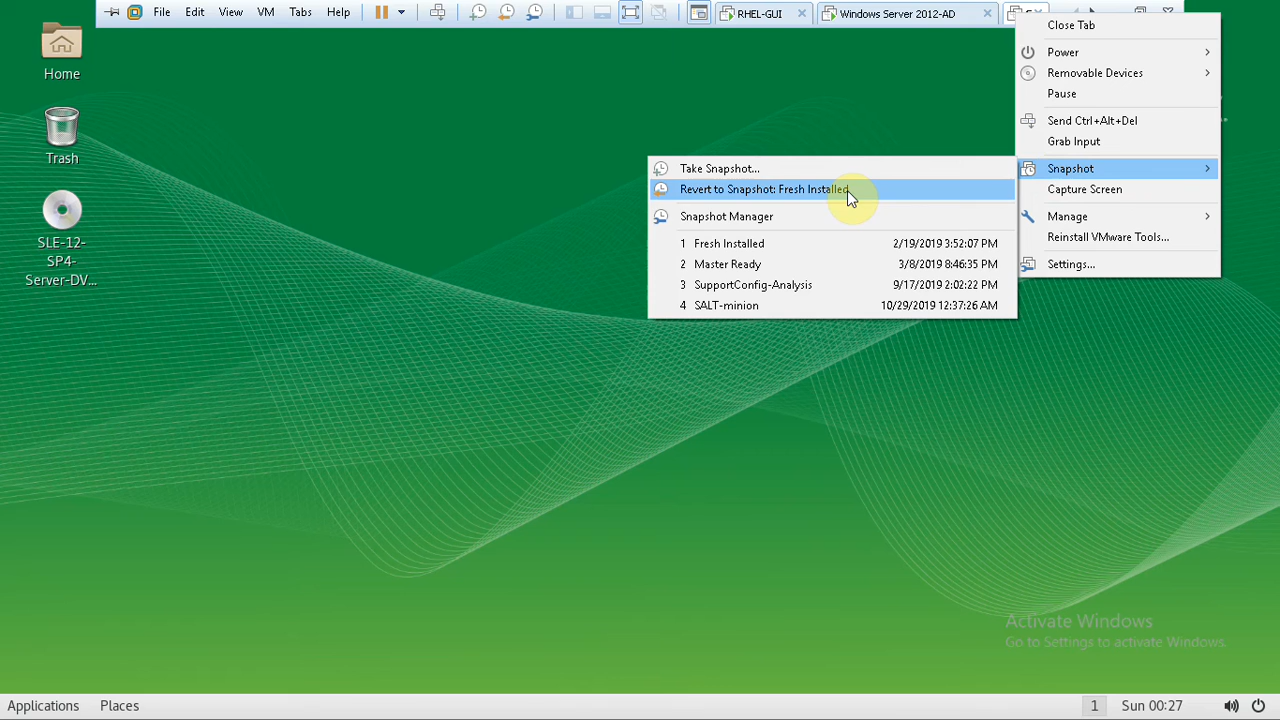 File Edit View VM Tabs Help
RHEL-GUI
Windows Server 2012-AD
Home
Trash
SLE-12-
SP4-
Server-DV...
Close Tab
Power
Removable Devices
Pause
Send Ctrl+Alt+Del
Grab Input
Snapshot
Capture Screen
Manage
Reinstall VMware Tools...
Settings...
Take Snapshot...
Revert to Snapshot: Fresh Installed
Snapshot Manager
1 Fresh Installed 2/19/2019 3:52:07 PM
2 Master Ready 3/8/2019 8:46:35 PM
3 SupportConfig-Analysis 9/17/2019 2:02:22 PM
4 SALT-minion 10/29/2019 12:37:26 AM
Activate Windows
Go to Settings to activate Windows.
Applications Places 1 Sun 00:27